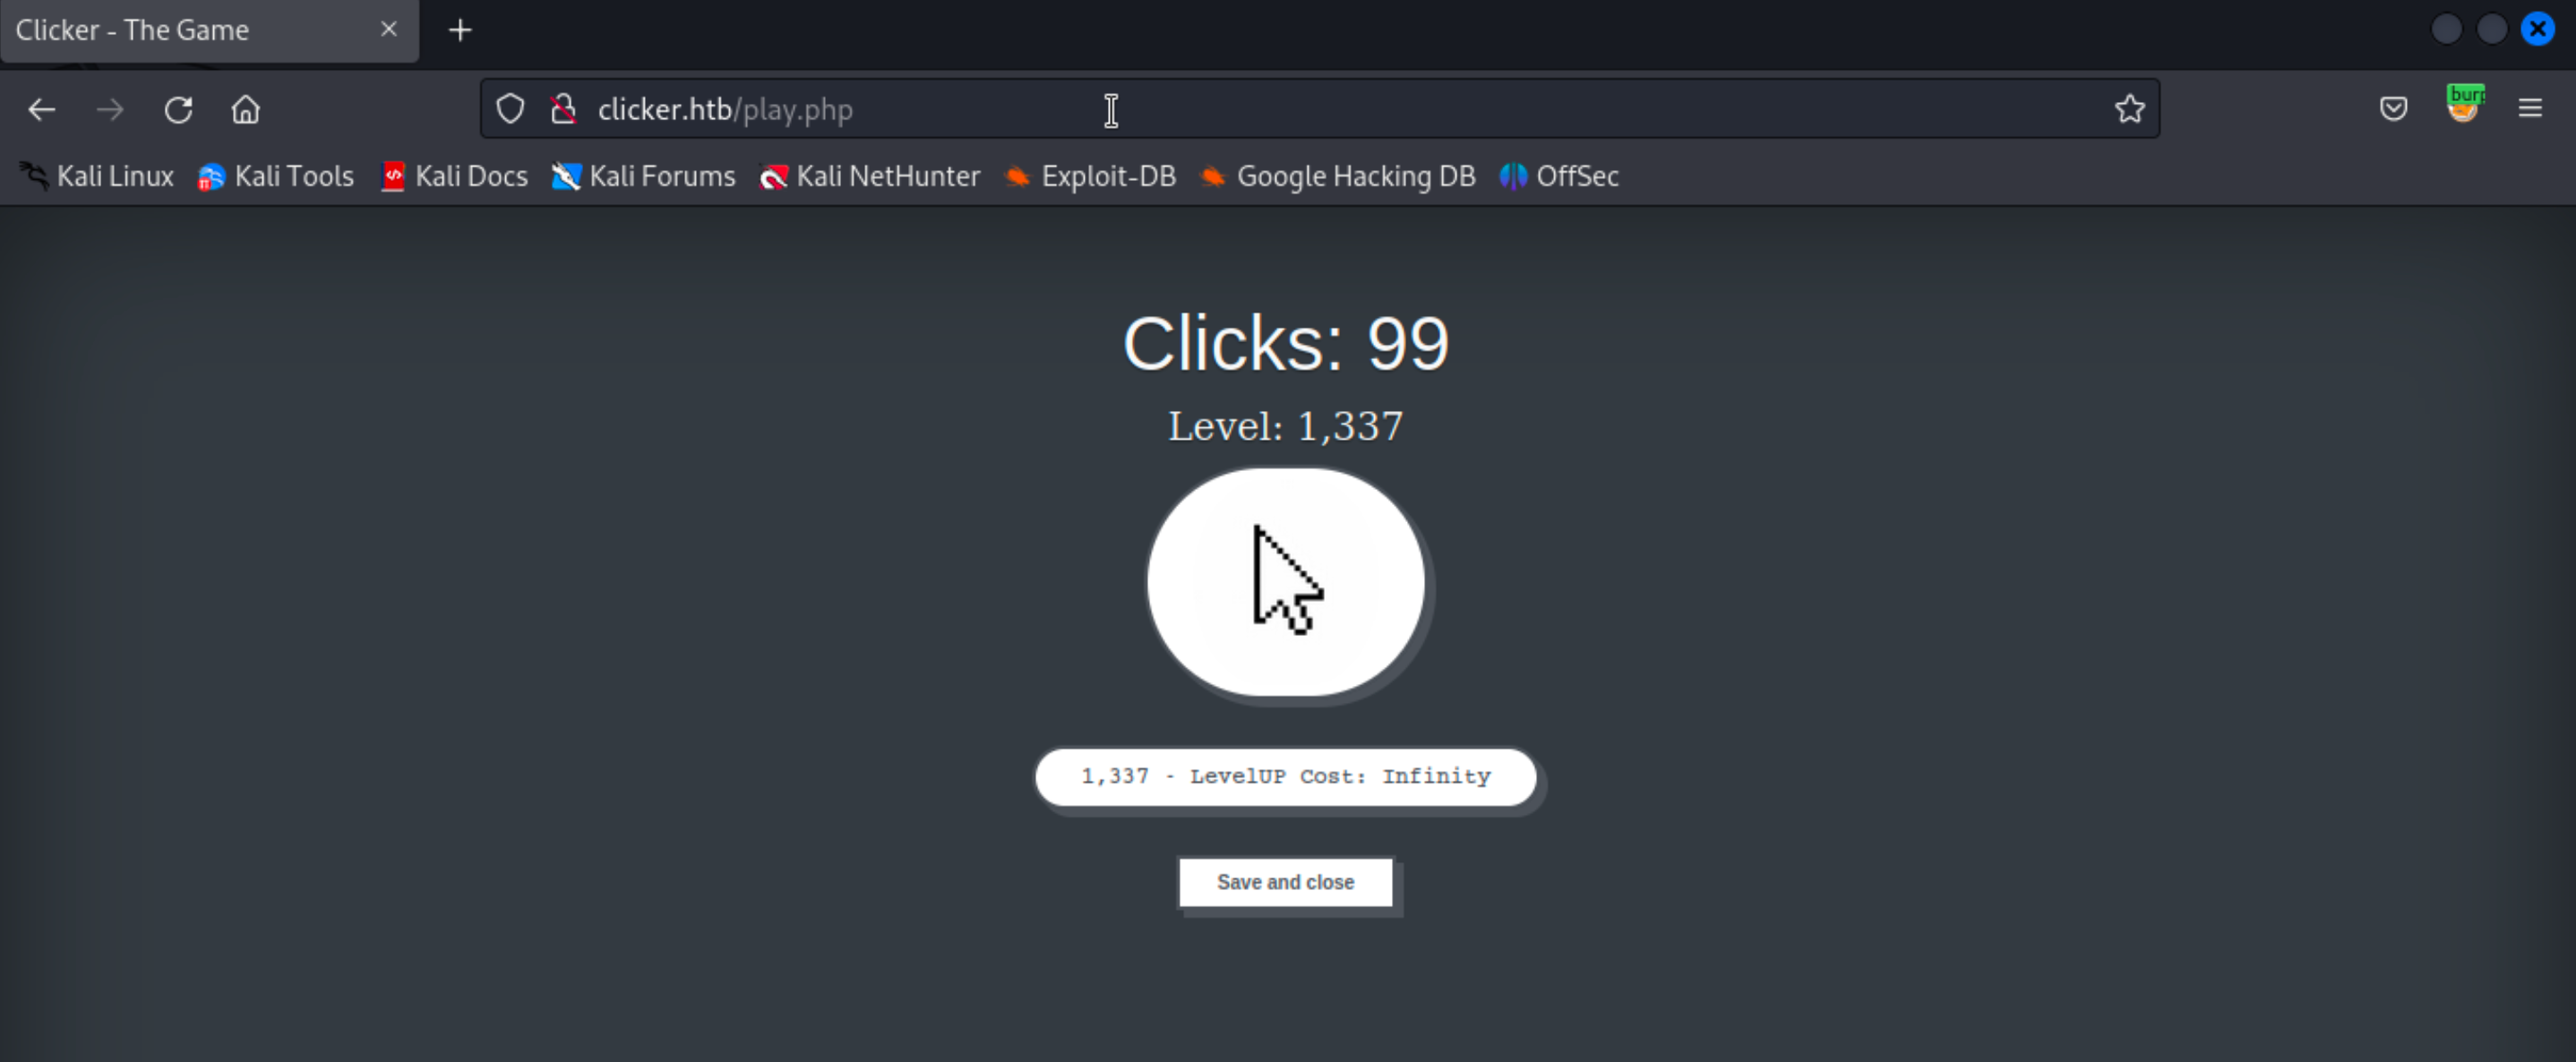 Clicker - The Game
clicker.htb/play.php
bur
Kali Linux Kali Tools Kali Docs Kali Forums Kali NetHunter Exploit-DB Google Hacking DB OffSec
Clicks: 99
Level: 1,337
1,337 - LevelUP Cost: Infinity
Save and close